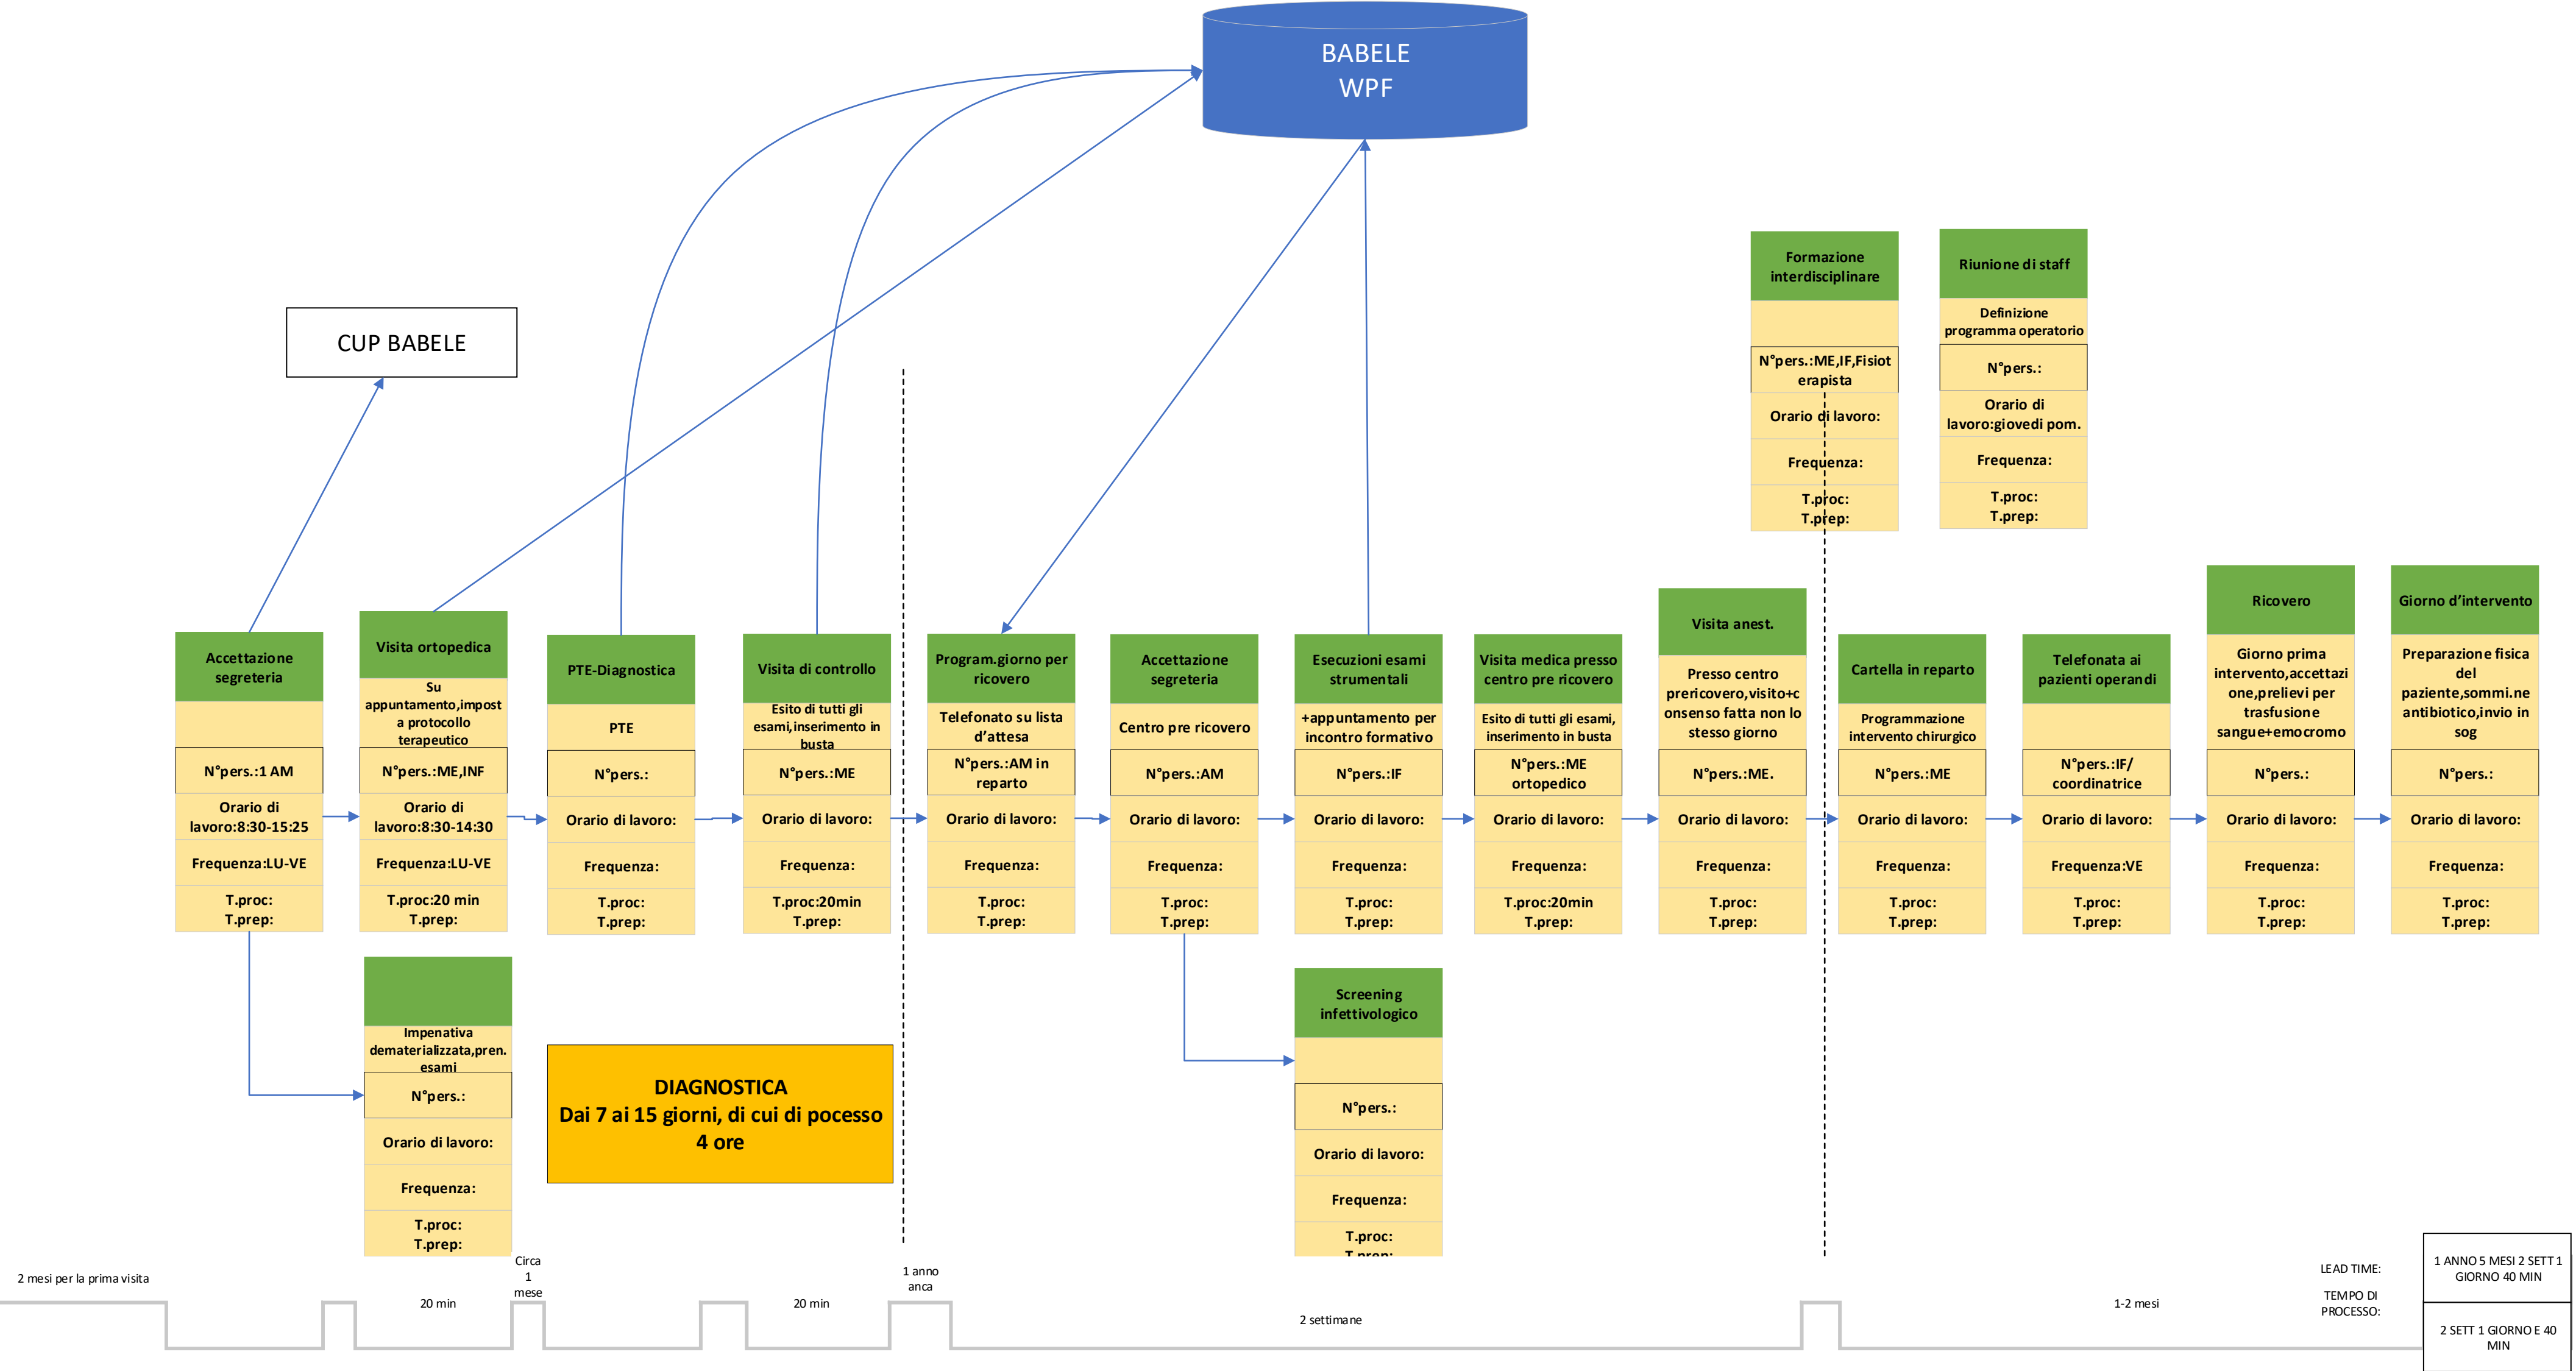 BABELE
WPF
CUP BABELE
Formazione
interdisciplinare
N°pers.:ME,IF,Fisiot
erapista
Orario di lavoro:
Frequenza:
T.proc:
T.prep:
Riunione di staff
Definizione
programma operatorio
N°pers.:
Orario di
lavoro:giovedi pom.
Frequenza:
T.proc:
T.prep:
Accettazione
segreteria
N°pers.:1 AM
Orario di
lavoro:8:30-15:25
Frequenza:LU-VE
T.proc:
T.prep:
Visita ortopedica
Su
appuntamento,impost
a protocollo
terapeutico
N°pers.:ME,INF
Orario di
lavoro:8:30-14:30
Frequenza:LU-VE
T.proc:20 min
T.prep:
PTE-Diagnostica
PTE
N°pers.:
Orario di lavoro:
Frequenza:
T.proc:
T.prep:
Visita di controllo
Esito di tutti gli
esami,inserimento in
busta
N°pers.:ME
Orario di lavoro:
Frequenza:
T.proc:20min
T.prep:
Program.giorno per
ricovero
Telefonato su lista
d’attesa
N°pers.:AM in
reparto
Orario di lavoro:
Frequenza:
T.proc:
T.prep:
Accettazione
segreteria
Centro pre ricovero
N°pers.:AM
Orario di lavoro:
Frequenza:
T.proc:
T.prep:
Esecuzioni esami
strumentali
+appuntamento per
incontro formativo
N°pers.:IF
Orario di lavoro:
Frequenza:
T.proc:
T.prep:
Visita medica presso
centro pre ricovero
Esito di tutti gli esami,
inserimento in busta
N°pers.:ME
ortopedico
Orario di lavoro:
Frequenza:
T.proc:20min
T.prep:
Visita anest.
Presso centro
prericovero,visito+c
onsenso fatta non lo
stesso giorno
N°pers.:ME.
Orario di lavoro:
Frequenza:
T.proc:
T.prep:
Cartella in reparto
Programmazione
intervento chirurgico
N°pers.:ME
Orario di lavoro:
Frequenza:
T.proc:
T.prep:
Telefonata ai
pazienti operandi
N°pers.:IF/
coordinatrice
Orario di lavoro:
Frequenza:VE
T.proc:
T.prep:
Ricovero
Giorno prima
intervento,accettazi
one,prelievi per
trasfusione
sangue+emocromo
N°pers.:
Orario di lavoro:
Frequenza:
T.proc:
T.prep:
Giorno d’intervento
Preparazione fisica
del
paziente,sommi.ne
antibiotico,invio in
sog
N°pers.:
Orario di lavoro:
Frequenza:
T.proc:
T.prep:
Impenativa
dematerializzata,pren.
esami
N°pers.:
Orario di lavoro:
Frequenza:
T.proc:
T.prep:
DIAGNOSTICA
Dai 7 ai 15 giorni, di cui di pocesso
4 ore
Screening
infettivologico
N°pers.:
Orario di lavoro:
Frequenza:
T.proc:
T.prep:
2 mesi per la prima visita
20 min
Circa
1
mese
20 min
1 anno
anca
2 settimane
1-2 mesi
LEAD TIME:
1 ANNO 5 MESI 2 SETT 1
GIORNO 40 MIN
TEMPO DI
PROCESSO:
2 SETT 1 GIORNO E 40
MIN